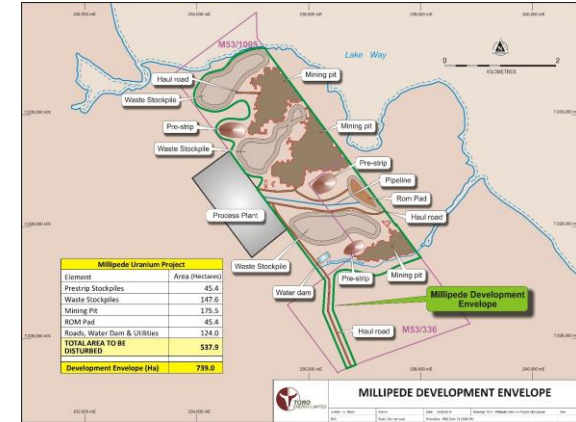 M53/1095
Lake Way
0 2
KILOMETRES
Haul road
Mining pit
Waste Stockpile
Pre-strip
Mining pit
Waste Stockpile
Pre-strip
Pipeline
Rom Pad
Process Plant
Haul road
Waste Stockpile
Pre-strip
Mining pit
Water dam
Millipede Development
Envelope
Haul road
M53/336
Millipede Uranium Project
Element Area (Hectares)
Prestrip Stockpiles 45.4
Waste Stockpiles 147.6
Mining Pit 175.5
ROM Pad 45.4
Roads, Water Dam & Utilities 124.0
TOTAL AREA TO BE
DISTURBED 537.9
Development Envelope (Ha) 739.0
TORO
ENERGY LIMITED
MILLIPEDE DEVELOPMENT ENVELOPE